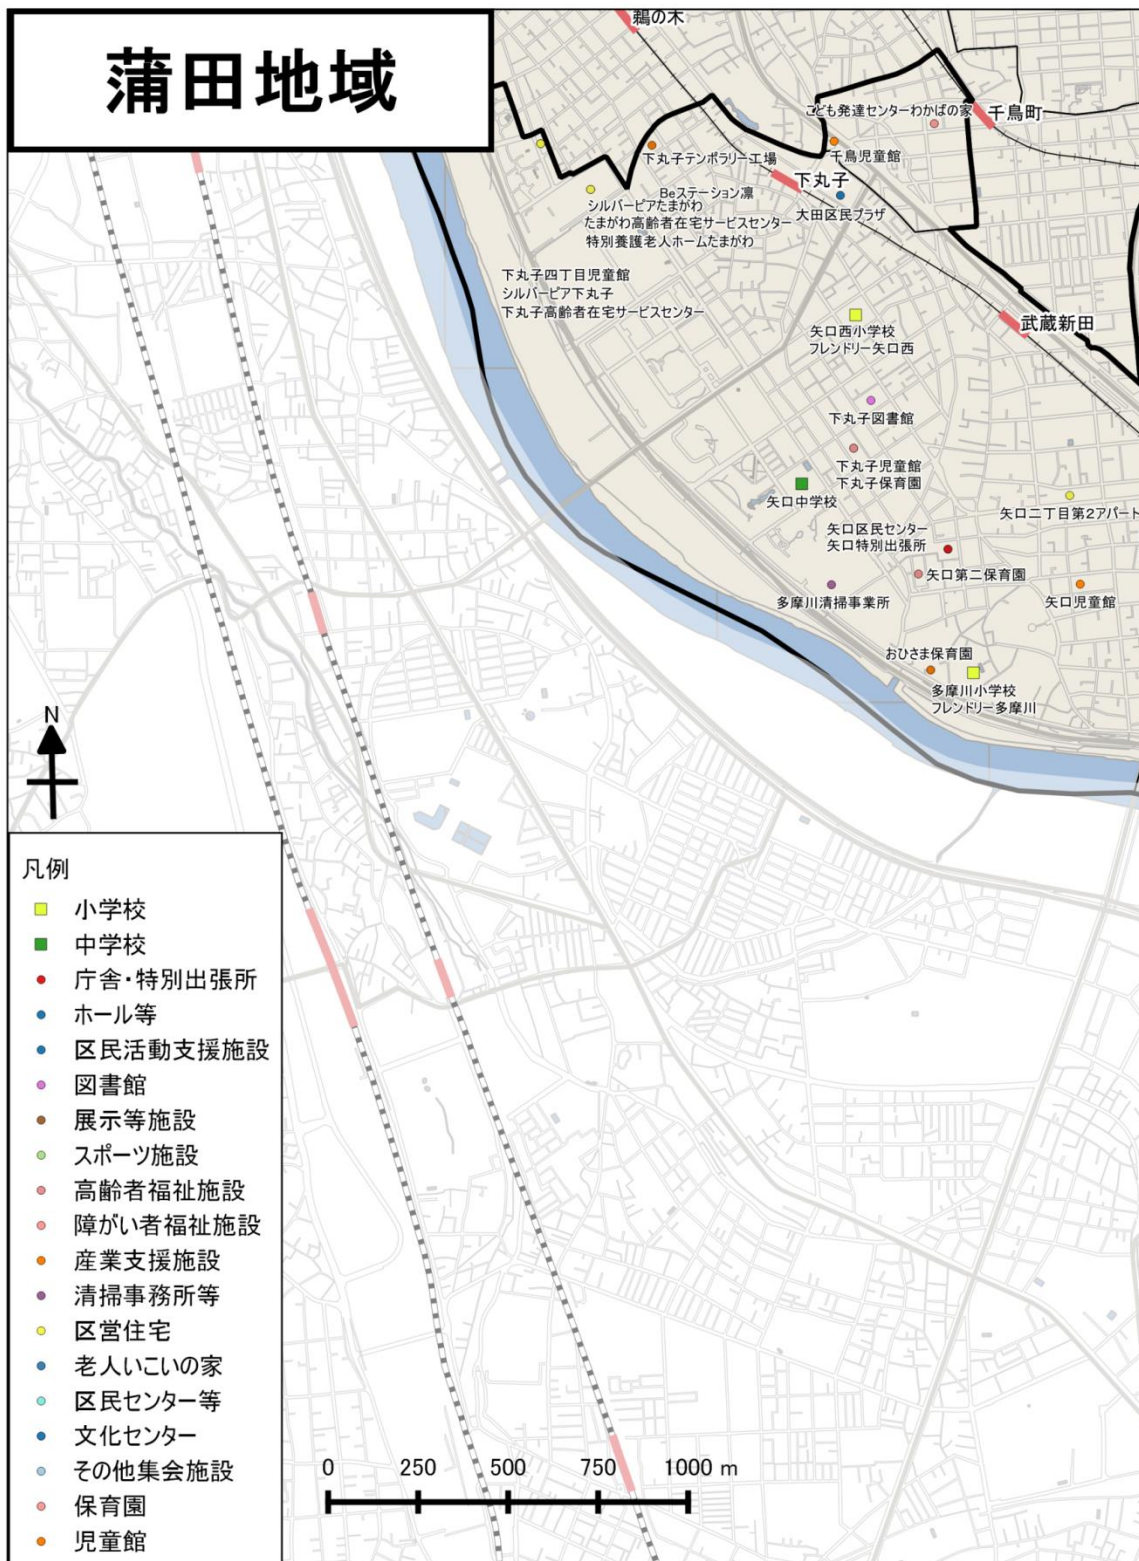 蒲田地域
鵜の木
こども発達センターわかばの家
千鳥町
下丸子テンポラリー工場
千鳥児童館
下丸子
Beステーション凛
シルバーピアたまがわ
たまがわ高齢者在宅サービスセンター
特別養護老人ホームたまがわ
大田区民プラザ
下丸子四丁目児童館
シルバーピア下丸子
下丸子高齢者在宅サービスセンター
武蔵新田
矢口西小学校
フレンドリー矢口西
下丸子図書館
下丸子児童館
下丸子保育園
矢口中学校
矢口二丁目第2アパート
矢口区民センター
矢口特別出張所
矢口第二保育園
多摩川清掃事業所
矢口児童館
おひさま保育園
多摩川小学校
フレンドリー多摩川
N
凡例
小学校
中学校
庁舎・特別出張所
ホール等
区民活動支援施設
図書館
展示等施設
スポーツ施設
高齢者福祉施設
障がい者福祉施設
産業支援施設
清掃事務所等
区営住宅
老人いこいの家
区民センター等
文化センター
その他集会施設
保育園
児童館
0 250 500 750 1000 m